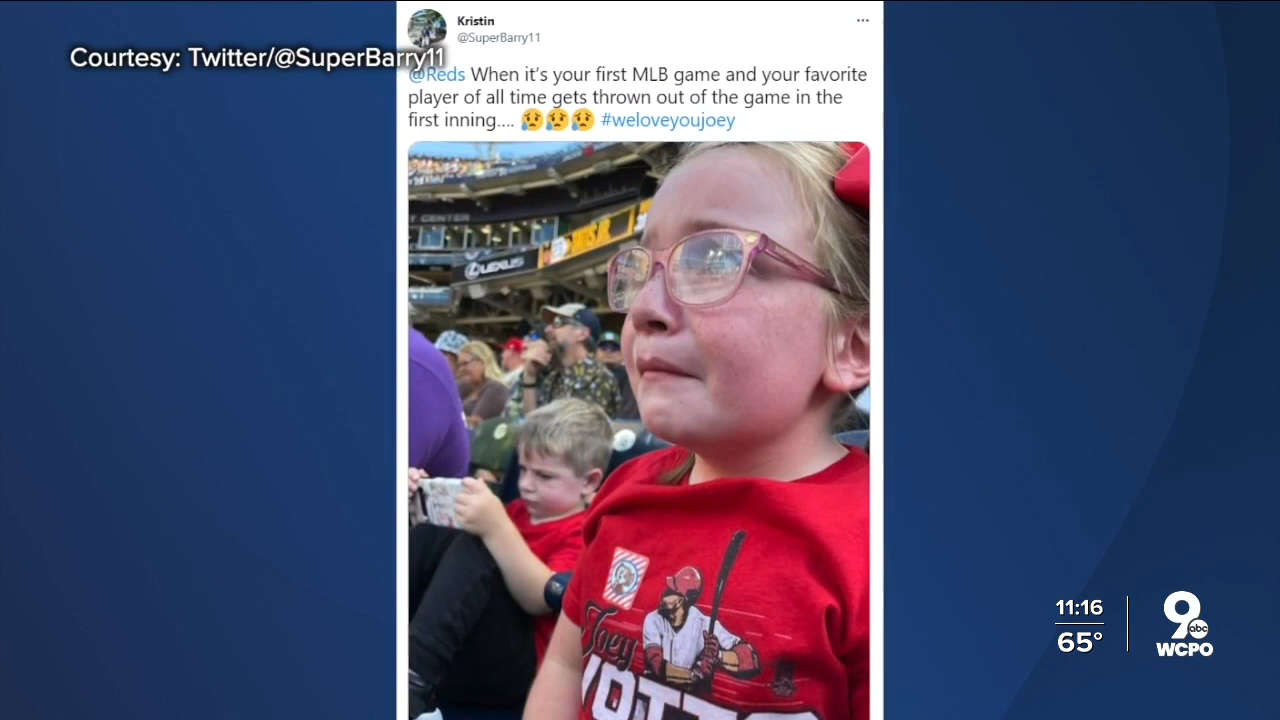 Kristin
@SuperBarry11
Courtesy: Twitter/@SuperBarry11
@Reds When it’s your first MLB game and your favorite
player of all time gets thrown out of the game in the
first inning.... 😥😥😥 #weloveyoujoey
T CENTER
LEXUS
Joey
VOTTO
11:16
65°
9
abc
WCPO